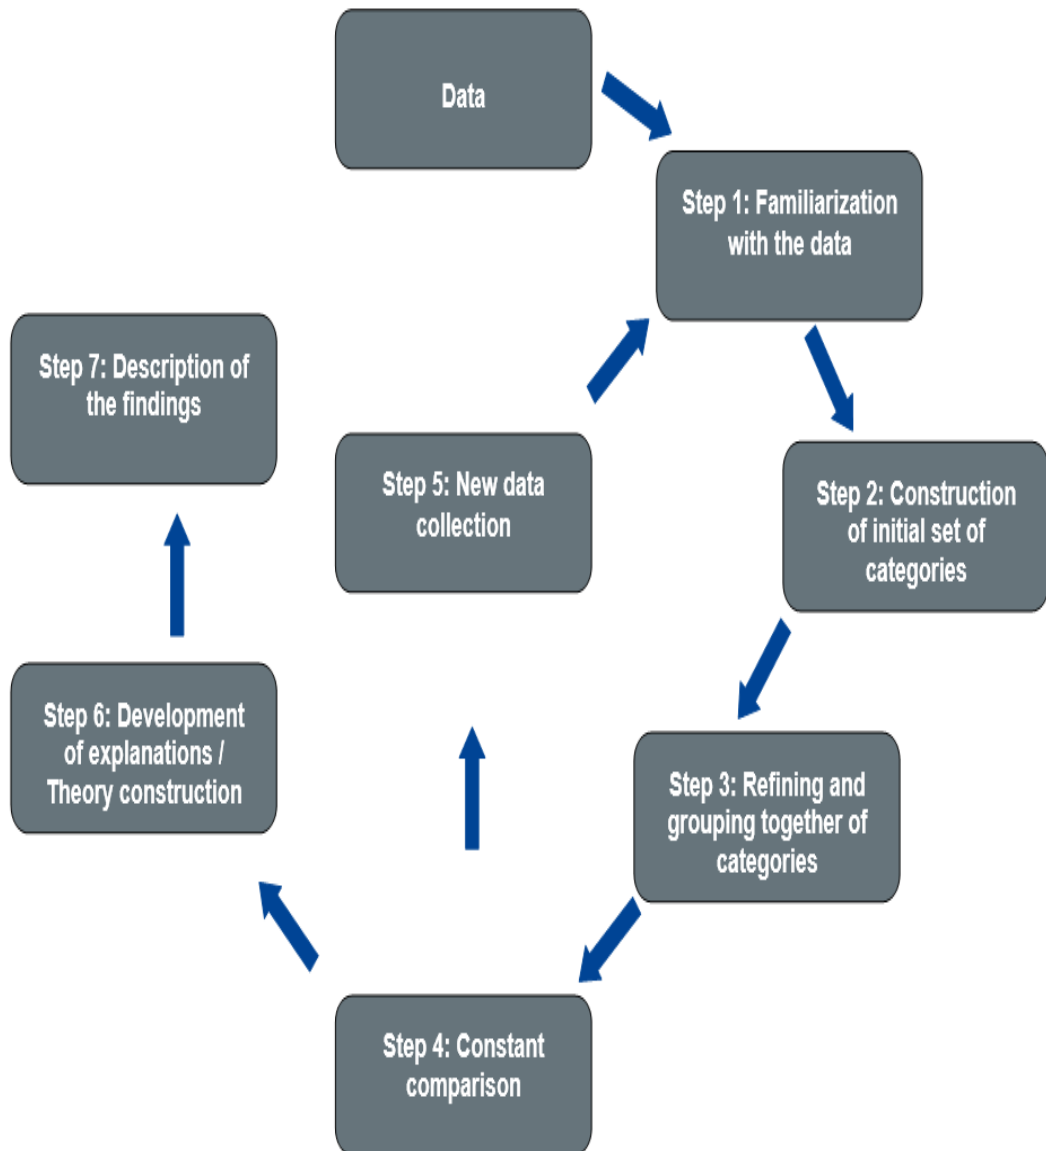 Data
Step 1: Familiarization
with the data
Step 2: Construction
of initial set of
categories
Step 3: Refining and
grouping together of
categories
Step 4: Constant
comparison
Step 5: New data
collection
Step 6: Development
of explanations /
Theory construction
Step 7: Description of
the findings